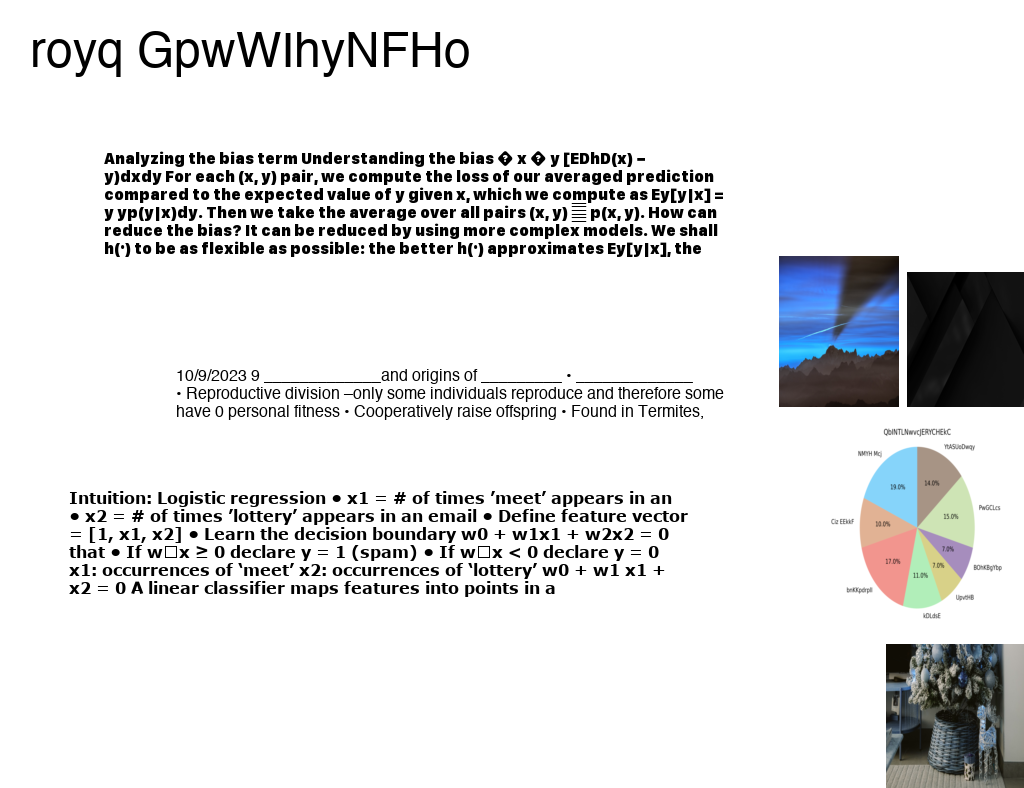 royq GpwWIhyNFHo
Analyzing the bias term Understanding the bias � x � y [EDhD(x) −
y)dxdy For each (x, y) pair, we compute the loss of our averaged prediction
compared to the expected value of y given x, which we compute as Ey[y|x] =
y yp(y|x)dy. Then we take the average over all pairs (x, y) p(x, y). How can
reduce the bias? It can be reduced by using more complex models. We shall
h(·) to be as flexible as possible: the better h(·) approximates Ey[y|x], the
10/9/2023 9 _____________and origins of _________ • _____________
• Reproductive division –only some individuals reproduce and therefore some
have 0 personal fitness • Cooperatively raise offspring • Found in Termites,
QbINTLNwvcJERYCHEkC
YtASUoDwqy
NMYH Mcj
14.0%
19.0%
PwGCLcs
15.0%
Ciz EEkkF
10.0%
7.0%
17.0%
7.0%
BOhKBgYbp
11.0%
bnKKpdrpII
UpvtHB
kDLdsE
Intuition: Logistic regression ● x1 = # of times ’meet’ appears in an
● x2 = # of times ’lottery’ appears in an email ● Define feature vector
= [1, x1, x2] ● Learn the decision boundary w0 + w1x1 + w2x2 = 0
that ● If w□x ≥ 0 declare y = 1 (spam) ● If w□x < 0 declare y = 0
x1: occurrences of ‘meet’ x2: occurrences of ‘lottery’ w0 + w1 x1 +
x2 = 0 A linear classifier maps features into points in a